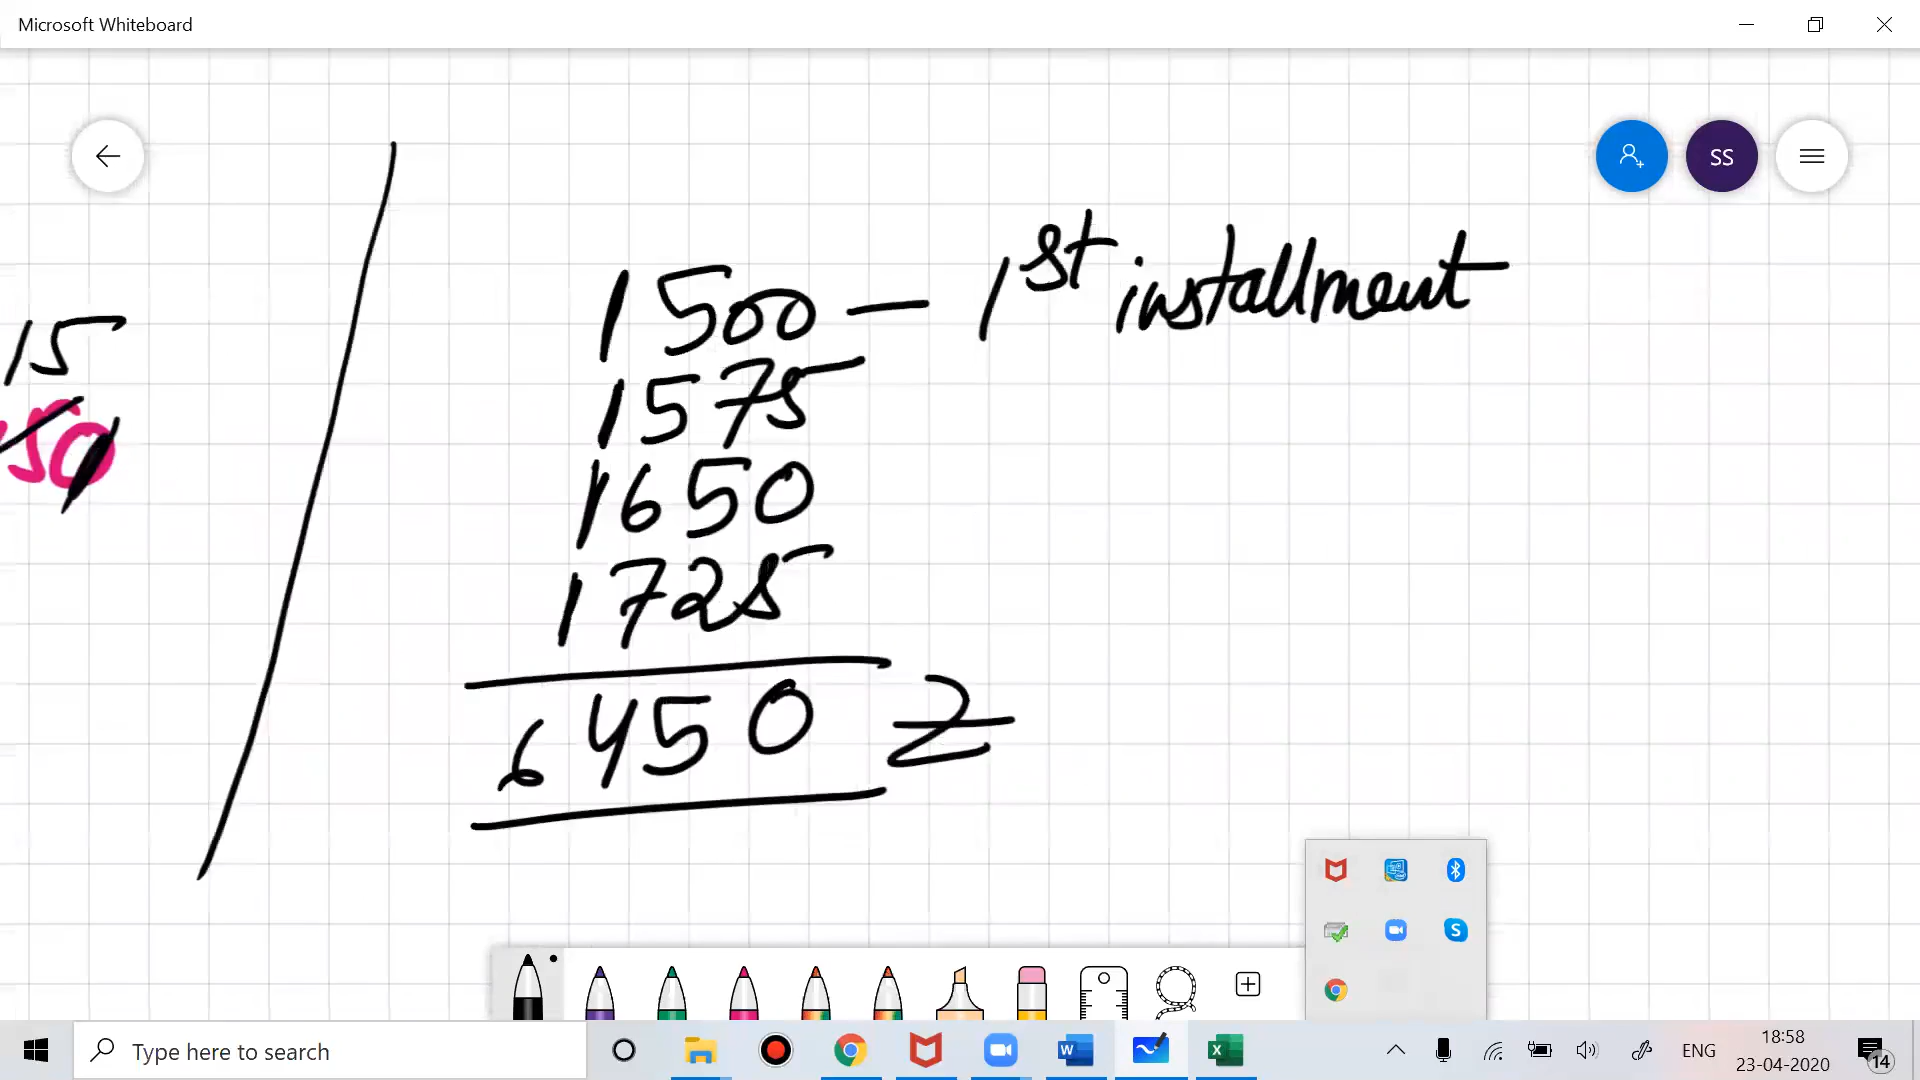 Microsoft Whiteboard
SS
1500 — 1st installment
15
1575
50
1650
1725
6450 Z
Type here to search
ENG
18:58
23-04-2020
14